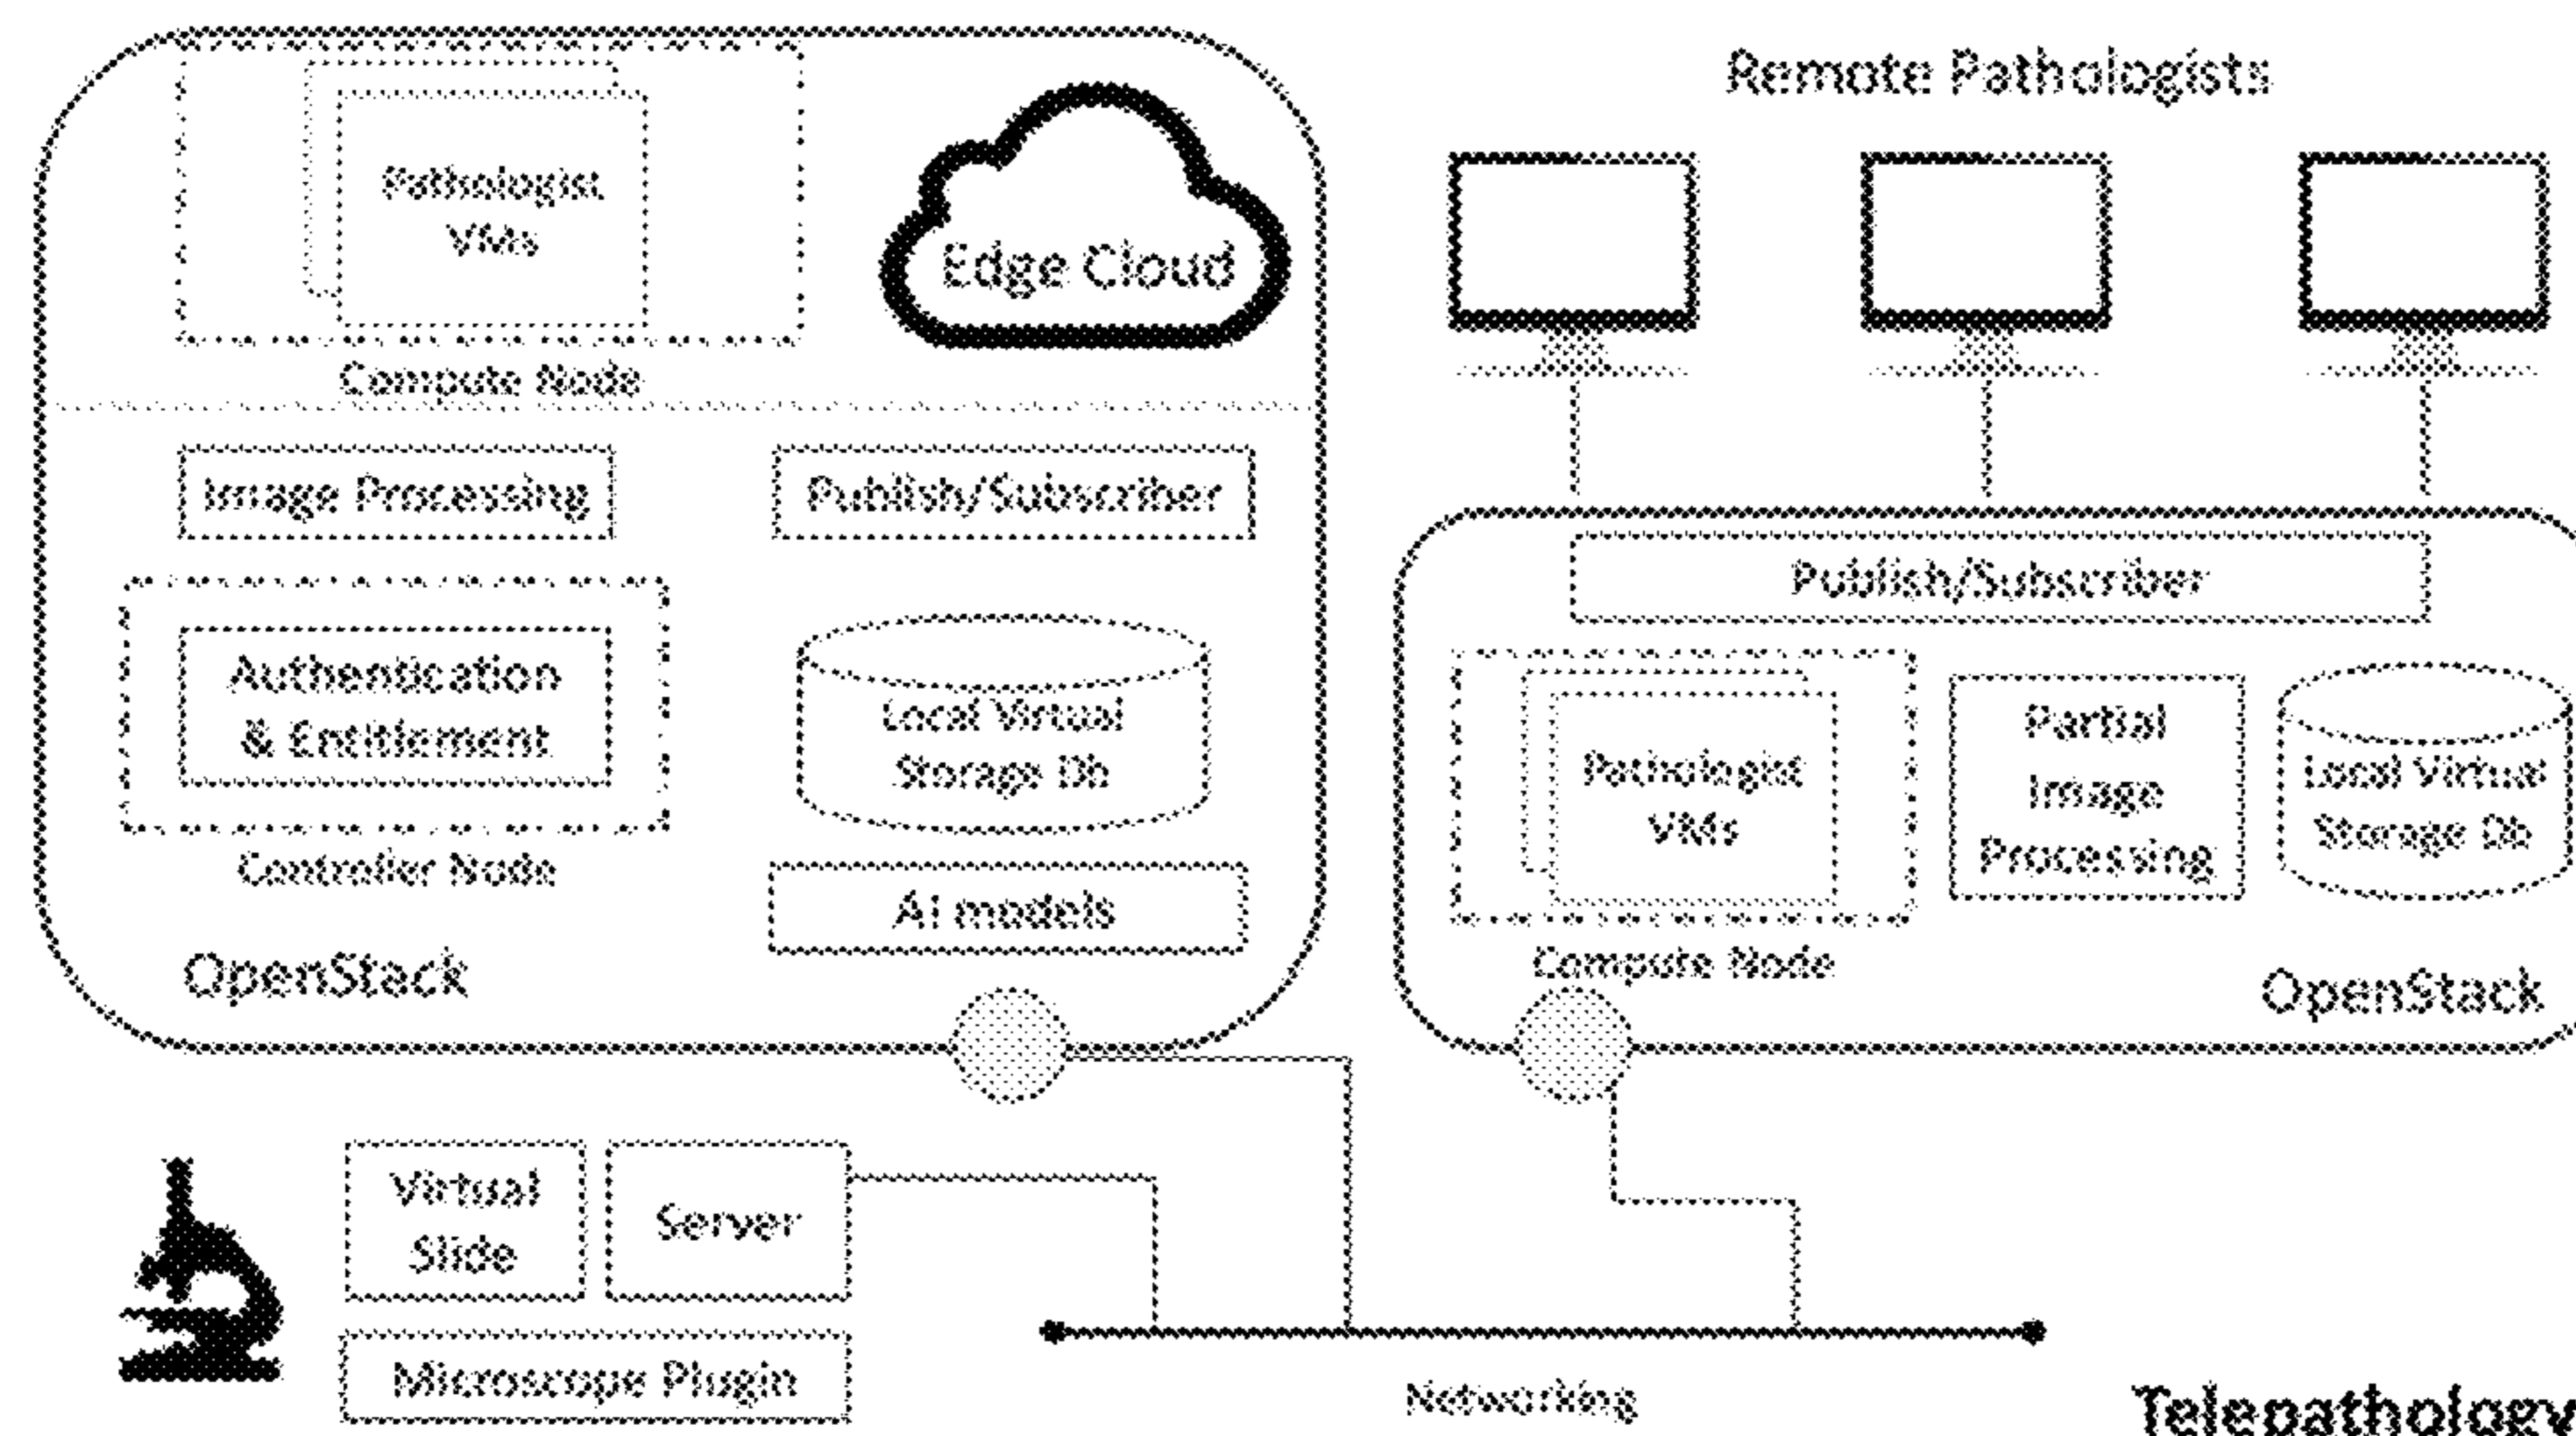 Pathologist
VMs
Edge Cloud
Compute Node
Image Processing
Publish/Subscriber
Authentication
& Entitlement
Controller Node
Local Virtual
Storage Db
AI models
OpenStack
Remote Pathologists
Publish/Subscriber
Pathologist
VMs
Compute Node
Partial
Image
Processing
Local Virtual
Storage Db
OpenStack
Virtual
Slide
Server
Microscope Plugin
Networking
Telepathology